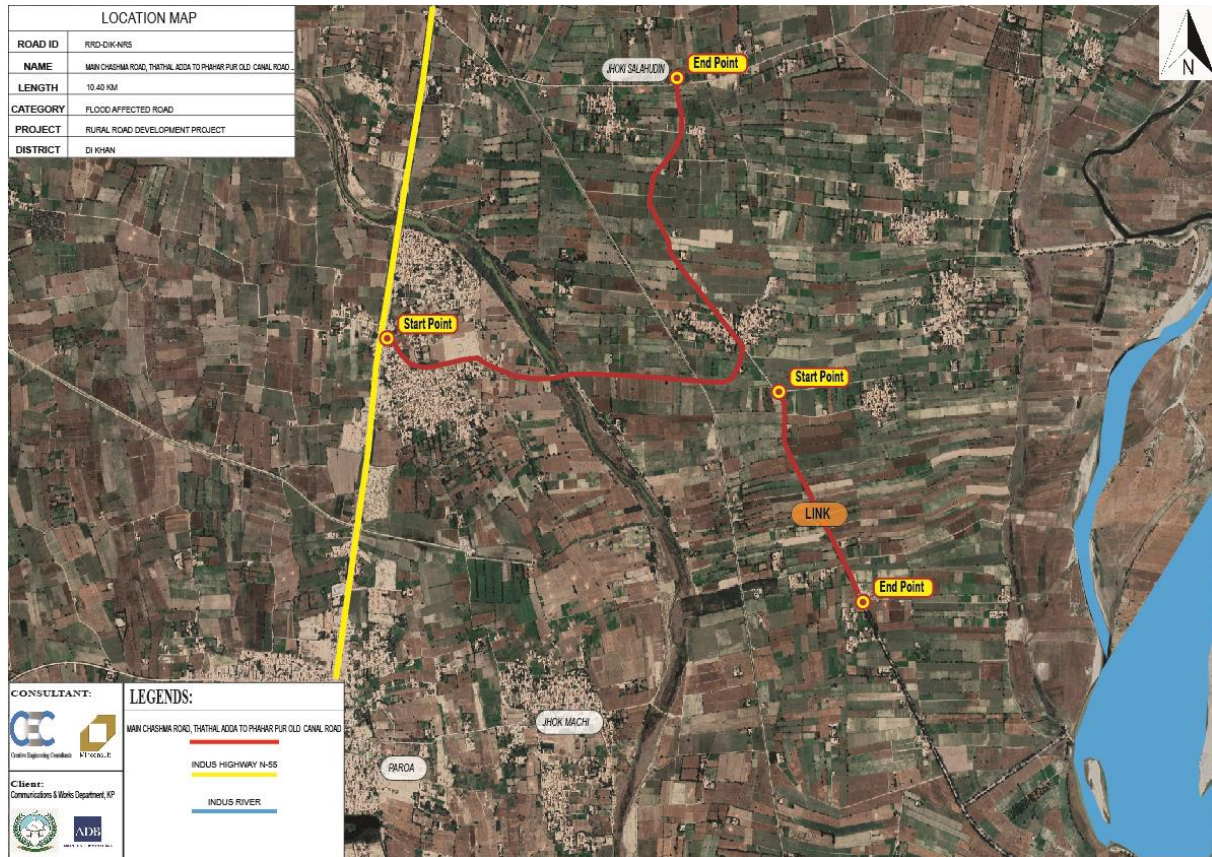 LOCATION MAP
ROAD ID RRD-DIK-NR5
NAME MAIN CHASHMA ROAD, THATHAL ADDA TO PHAHAR PUR OLD CANAL ROAD
LENGTH 10.40 KM
CATEGORY FLOOD AFFECTED ROAD
PROJECT RURAL ROAD DEVELOPMENT PROJECT
DISTRICT DI KHAN
N
JHOKI SALAHUDIN
End Point
Start Point
Start Point
LINK
End Point
JHOK MACHI
PAROA
CONSULTANT:
CEC
Creative Engineering Consultants
LEGENDS:
MAIN CHASHMA ROAD, THATHAL ADDA TO PHAHAR PUR OLD CANAL ROAD
INDUS HIGHWAY N-55
INDUS RIVER
Client:
Communications & Works Department, KP
ADB